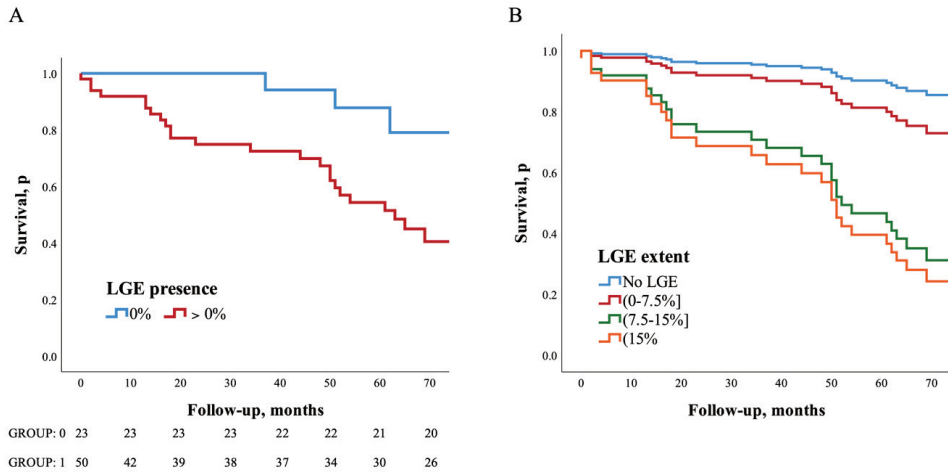 A
1.0
0.8
0.6
0.4
0.2
0.0
Survival, p
LGE presence
0% > 0%
0 10 20 30 40 50 60 70
Follow-up, months
GROUP: 0 23 23 23 23 22 22 21 20
GROUP: 1 50 42 39 38 37 34 30 26
B
1.0
0.8
0.6
0.4
0.2
0.0
Survival, p
LGE extent
No LGE
(0-7.5%]
(7.5-15%]
(15%
0 10 20 30 40 50 60 70
Follow-up, months